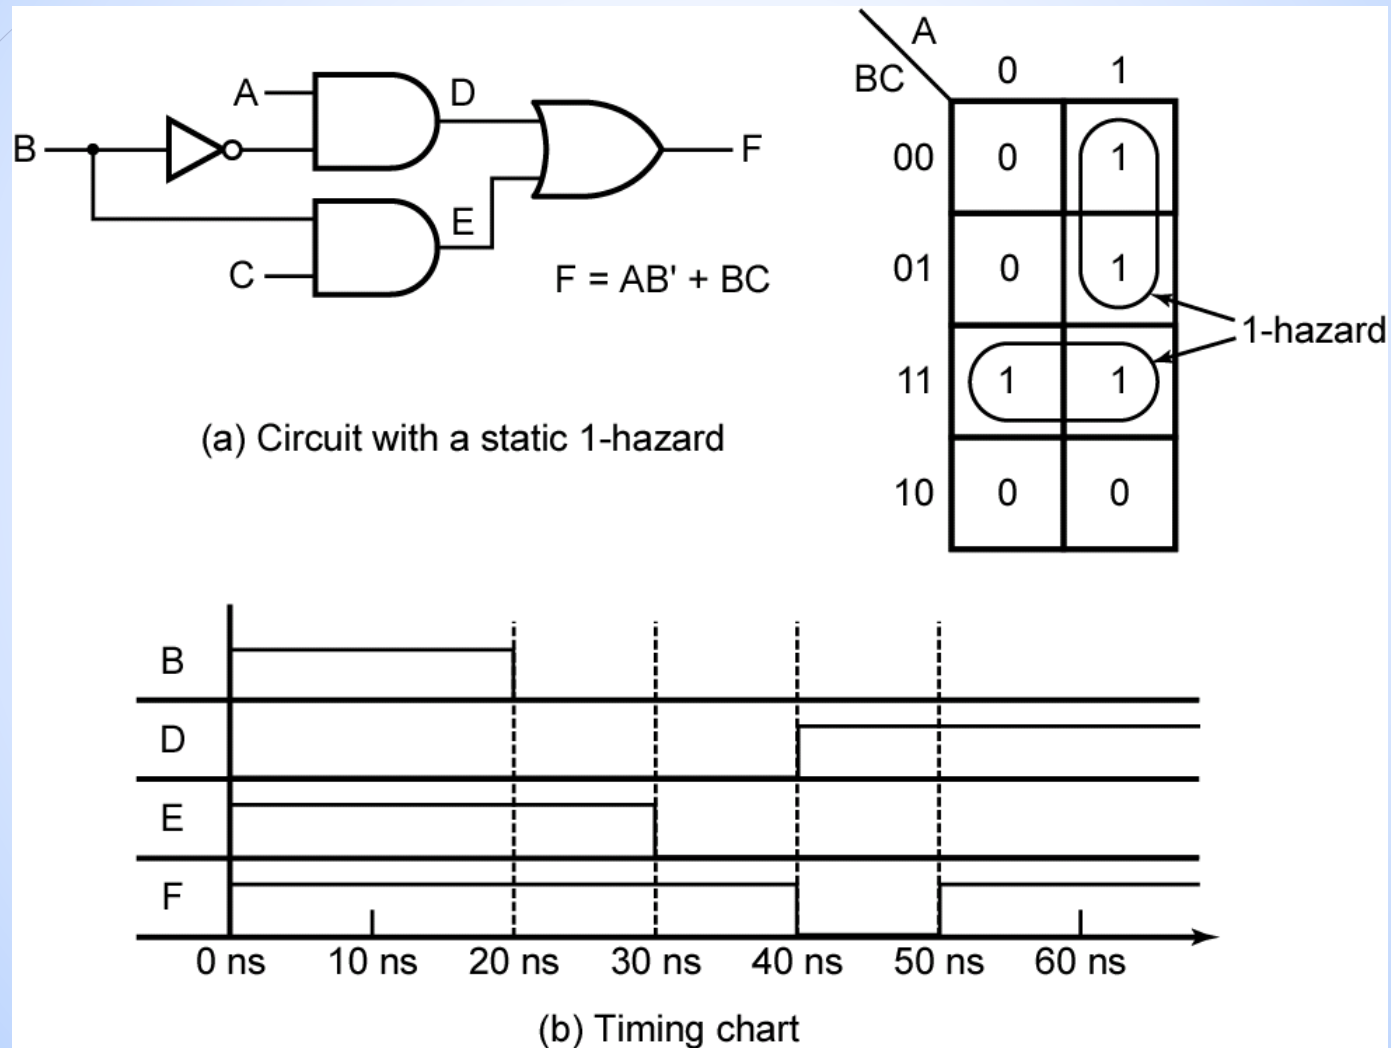 A
D
B
F
E
C
F = AB' + BC
(a) Circuit with a static 1-hazard
A
BC
0 1
00 0 1
01 0 1
1-hazard
11 1 1
10 0 0
B
D
E
F
0 ns 10 ns 20 ns 30 ns 40 ns 50 ns 60 ns
(b) Timing chart